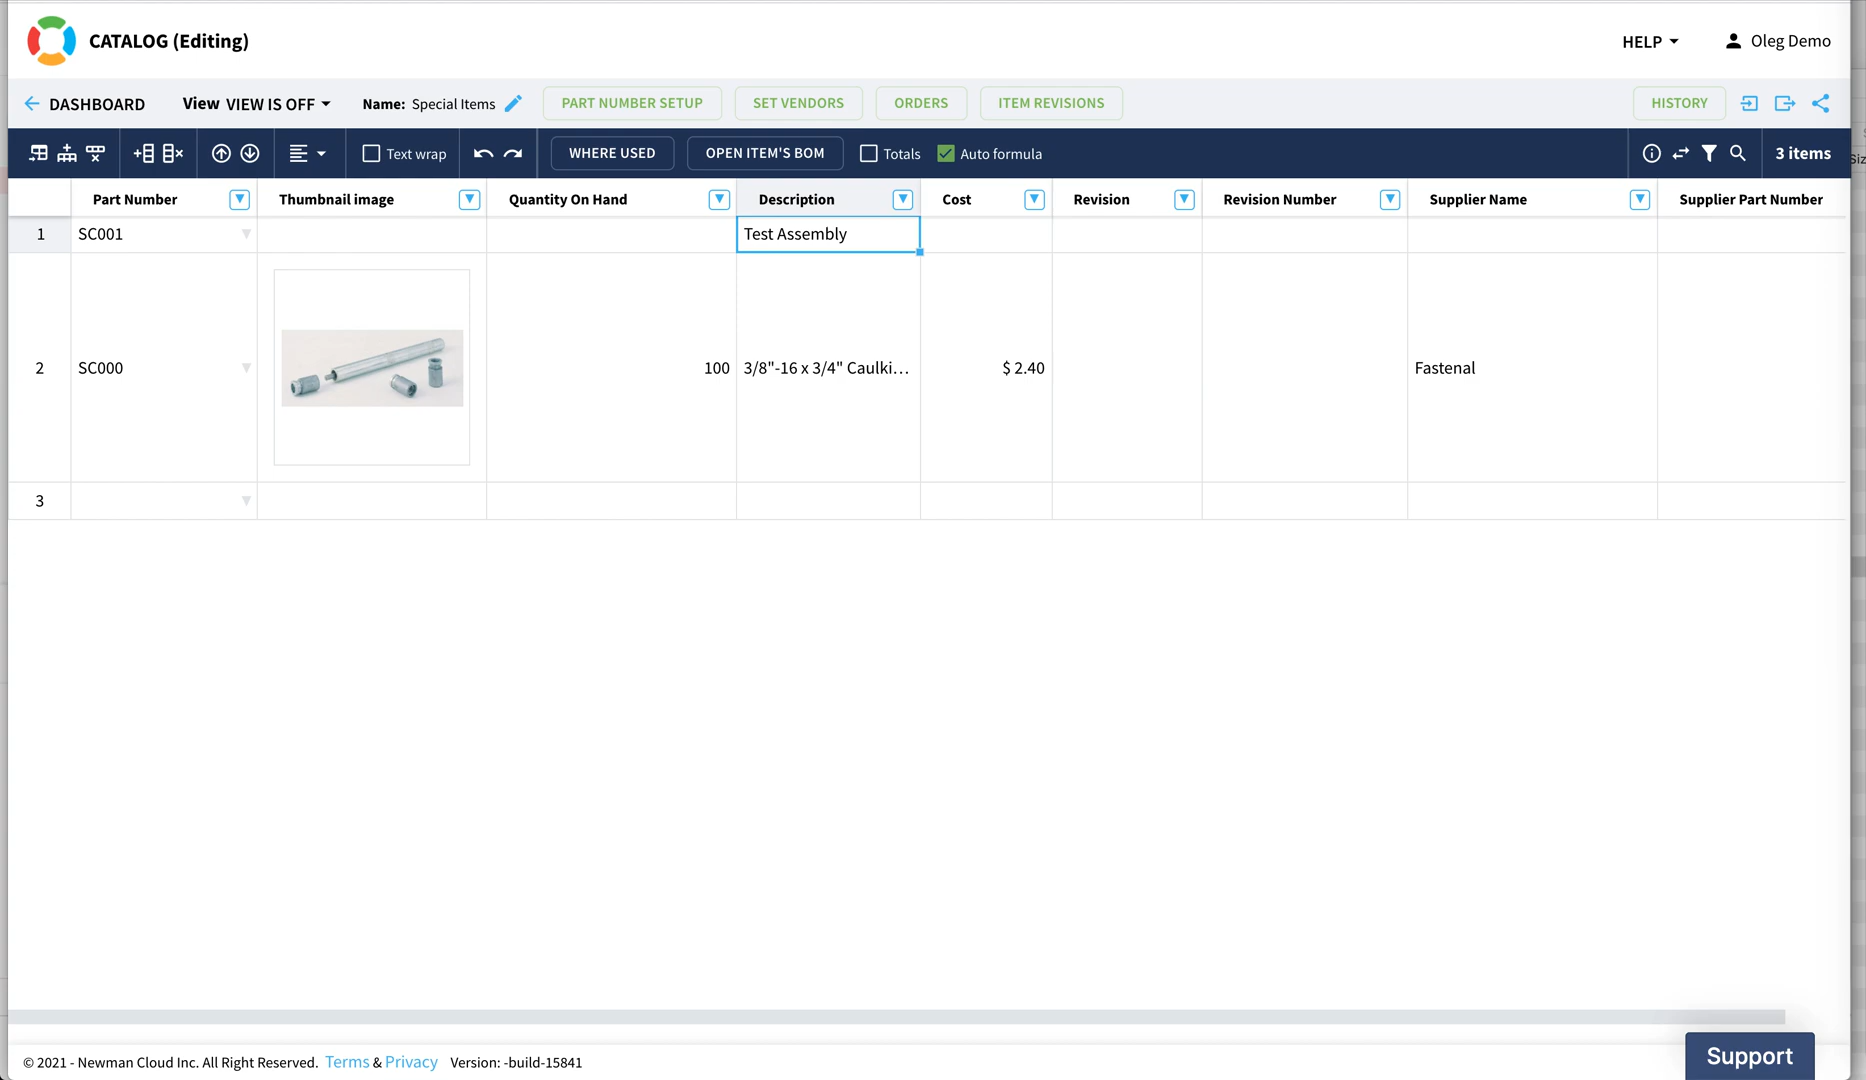 CATALOG (Editing)
HELP
Oleg Demo
DASHBOARD
View VIEW IS OFF
Name: Special Items
PART NUMBER SETUP
SET VENDORS
ORDERS
ITEM REVISIONS
HISTORY
Text wrap
WHERE USED
OPEN ITEM'S BOM
Totals
Auto formula
3 items
Siz
Part Number
Thumbnail image
Quantity On Hand
Description
Cost
Revision
Revision Number
Supplier Name
Supplier Part Number
1
SC001
Test Assembly
2
SC000
100
3/8"-16 x 3/4" Caulki...
$ 2.40
Fastenal
3
© 2021 - Newman Cloud Inc. All Right Reserved. Terms & Privacy Version: -build-15841
Support